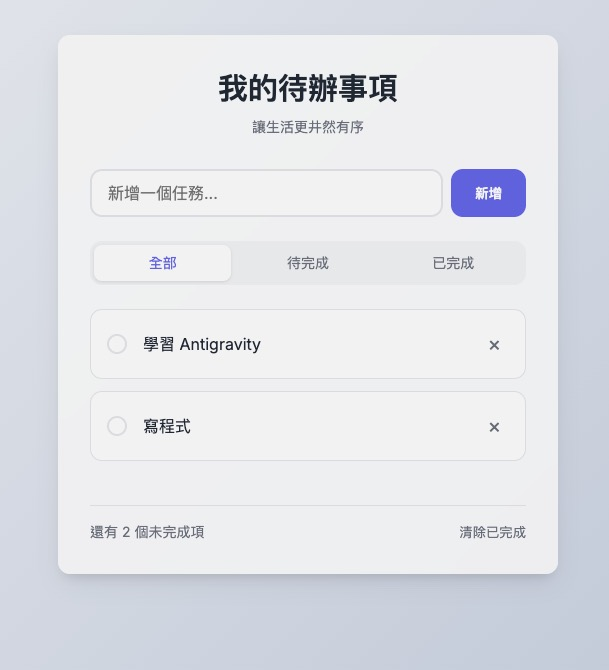 我的待辦事項
讓生活更井然有序
新增一個任務...
新增
全部
待完成
已完成
學習 Antigravity
×
寫程式
×
還有 2 個未完成項
清除已完成